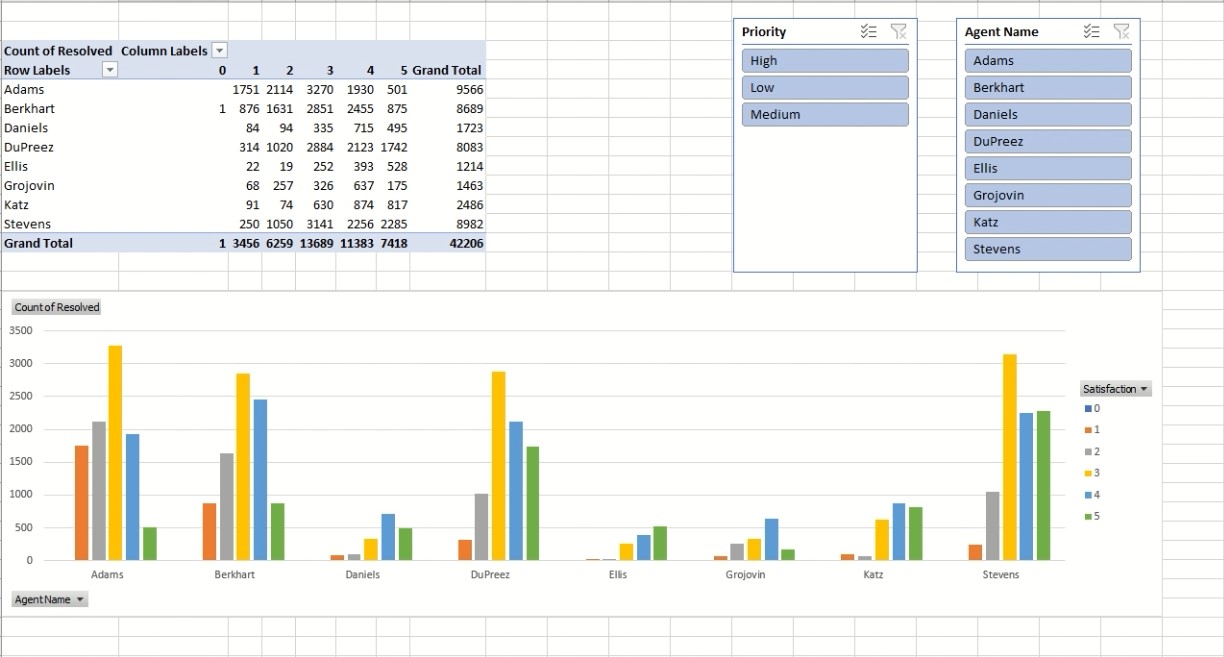 Count of Resolved Column Labels
Row Labels 0 1 2 3 4 5 Grand Total
Adams 1751 2114 3270 1930 501 9566
Berkhart 1 876 1631 2851 2455 875 8689
Daniels 84 94 335 715 495 1723
DuPreez 314 1020 2884 2123 1742 8083
Ellis 22 19 252 393 528 1214
Grojovin 68 257 326 637 175 1463
Katz 91 74 630 874 817 2486
Stevens 250 1050 3141 2256 2285 8982
Grand Total 1 3456 6259 13689 11383 7418 42206
Priority
High
Low
Medium
Agent Name
Adams
Berkhart
Daniels
DuPreez
Ellis
Grojovin
Katz
Stevens
Count of Resolved
3500
3000
2500
2000
1500
1000
500
0
Adams Berkhart Daniels DuPreez Ellis Grojovin Katz Stevens
Satisfaction
0
1
2
3
4
5
Agent Name